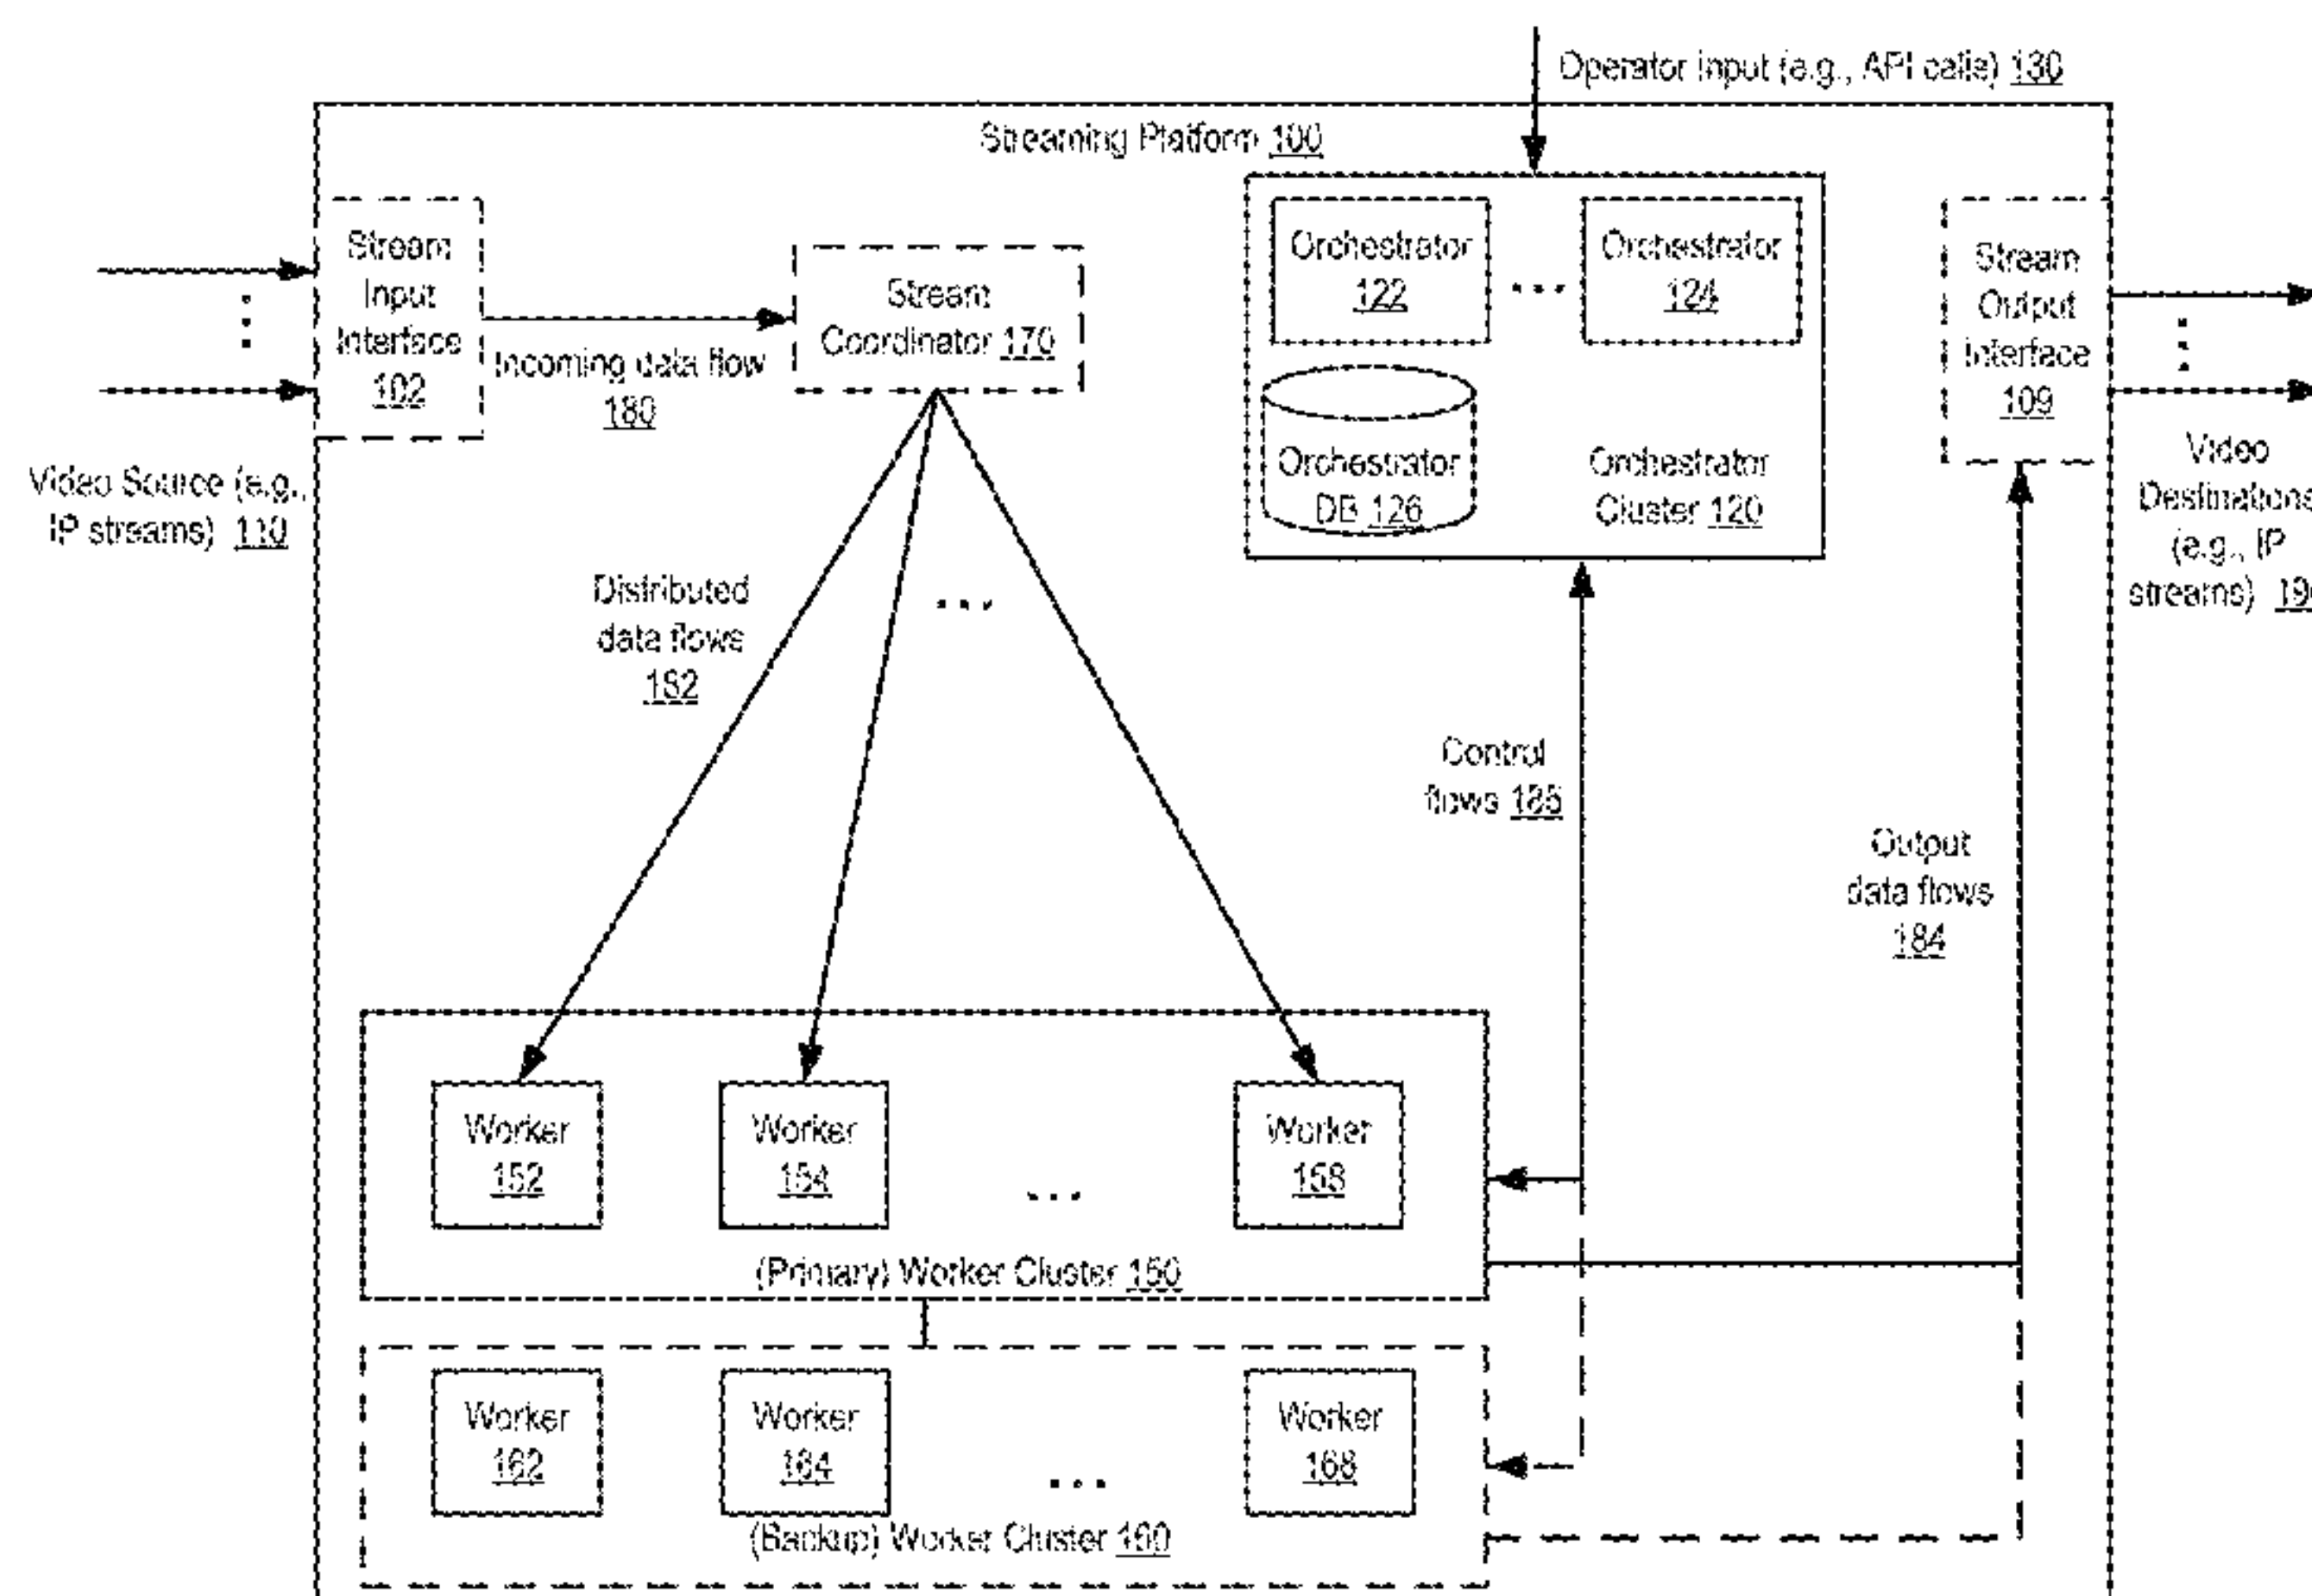 Operator input (e.g., API calls) 130
Streaming Platform 100
Stream
Input
Interface
102
Incoming data flow
180
Stream
Coordinator 170
Orchestrator
122
...
Orchestrator
124
Orchestrator
DB 126
Orchestrator
Cluster 120
Stream
Output
Interface
109
Video Source (e.g.,
IP streams) 110
Video
Destinations
(e.g., IP
streams)
Distributed
data flows
182
...
Control
flows
Output
data flows
184
Worker
152
Worker
154
...
Worker
158
(Primary) Worker Cluster 150
Worker
162
Worker
164
...
Worker
168
(Backup) Worker Cluster 160